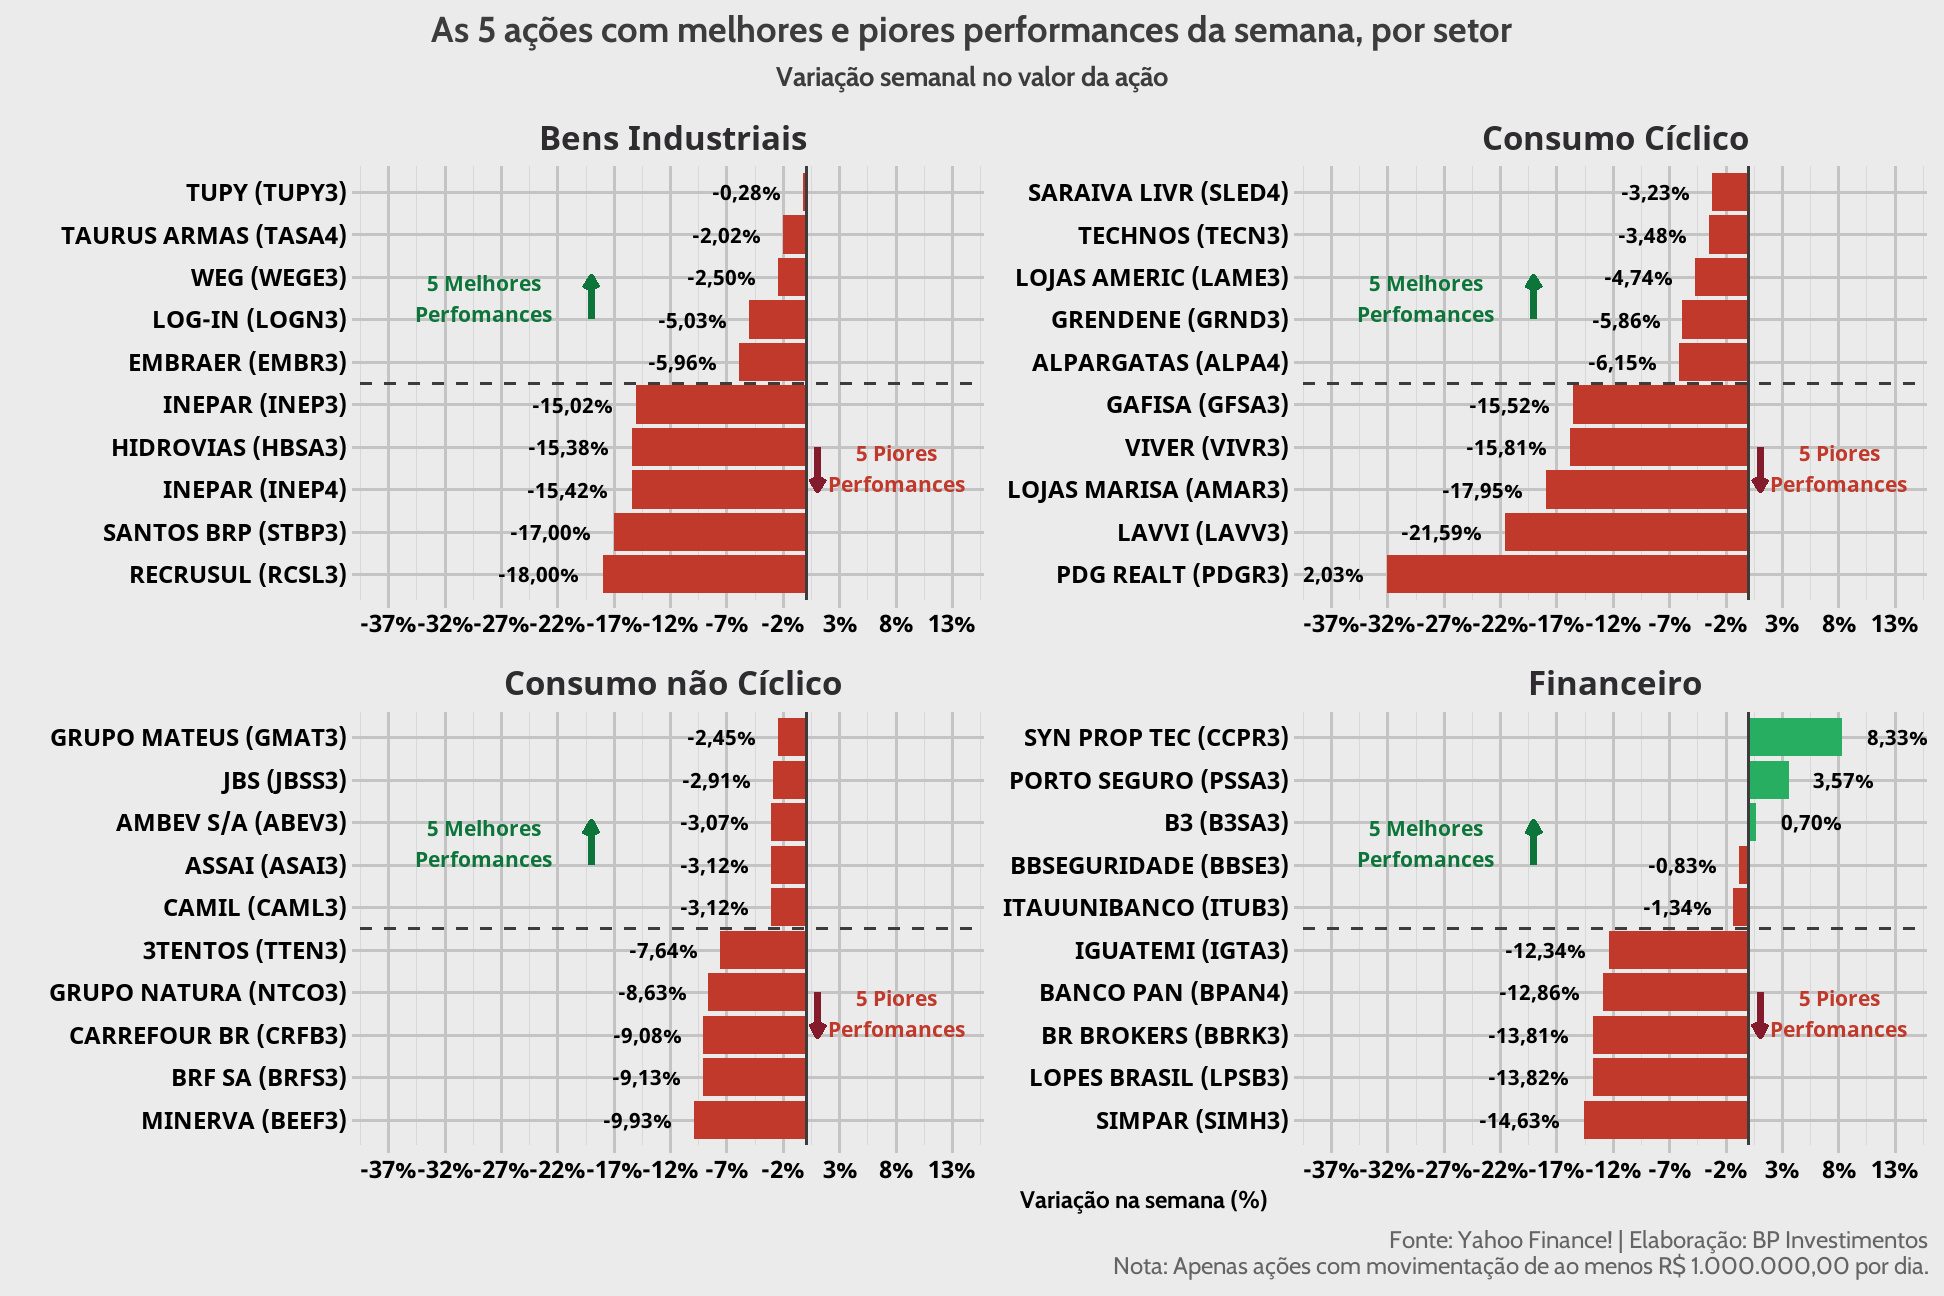 As 5 ações com melhores e piores performances da semana, por setor
Variação semanal no valor da ação
Bens Industriais
TUPY (TUPY3) -0,28%
TAURUS ARMAS (TASA4) -2,02%
WEG (WEGE3) -2,50%
LOG-IN (LOGN3) -5,03%
EMBRAER (EMBR3) -5,96%
5 Melhores
Perfomances
INEPAR (INEP3) -15,02%
HIDROVIAS (HBSA3) -15,38%
INEPAR (INEP4) -15,42%
SANTOS BRP (STBP3) -17,00%
RECRUSUL (RCSL3) -18,00%
5 Piores
Perfomances
-37% -32% -27% -22% -17% -12% -7% -2% 3% 8% 13%
Consumo Cíclico
SARAIVA LIVR (SLED4) -3,23%
TECHNOS (TECN3) -3,48%
LOJAS AMERIC (LAME3) -4,74%
GRENDENE (GRND3) -5,86%
ALPARGATAS (ALPA4) -6,15%
5 Melhores
Perfomances
GAFISA (GFSA3) -15,52%
VIVER (VIVR3) -15,81%
LOJAS MARISA (AMAR3) -17,95%
LAVVI (LAVV3) -21,59%
PDG REALT (PDGR3) 2,03%
5 Piores
Perfomances
-37% -32% -27% -22% -17% -12% -7% -2% 3% 8% 13%
Consumo não Cíclico
GRUPO MATEUS (GMAT3) -2,45%
JBS (JBSS3) -2,91%
AMBEV S/A (ABEV3) -3,07%
ASSAI (ASAI3) -3,12%
CAMIL (CAML3) -3,12%
5 Melhores
Perfomances
3TENTOS (TTEN3) -7,64%
GRUPO NATURA (NTCO3) -8,63%
CARREFOUR BR (CRFB3) -9,08%
BRF SA (BRFS3) -9,13%
MINERVA (BEEF3) -9,93%
5 Piores
Perfomances
-37% -32% -27% -22% -17% -12% -7% -2% 3% 8% 13%
Financeiro
SYN PROP TEC (CCPR3) 8,33%
PORTO SEGURO (PSSA3) 3,57%
B3 (B3SA3) 0,70%
BBSEGURIDADE (BBSE3) -0,83%
ITAUUNIBANCO (ITUB3) -1,34%
5 Melhores
Perfomances
IGUATEMI (IGTA3) -12,34%
BANCO PAN (BPAN4) -12,86%
BR BROKERS (BBRK3) -13,81%
LOPES BRASIL (LPSB3) -13,82%
SIMPAR (SIMH3) -14,63%
5 Piores
Perfomances
-37% -32% -27% -22% -17% -12% -7% -2% 3% 8% 13%
Variação na semana (%)
Fonte: Yahoo Finance! | Elaboração: BP Investimentos
Nota: Apenas ações com movimentação de ao menos R$ 1.000.000,00 por dia.